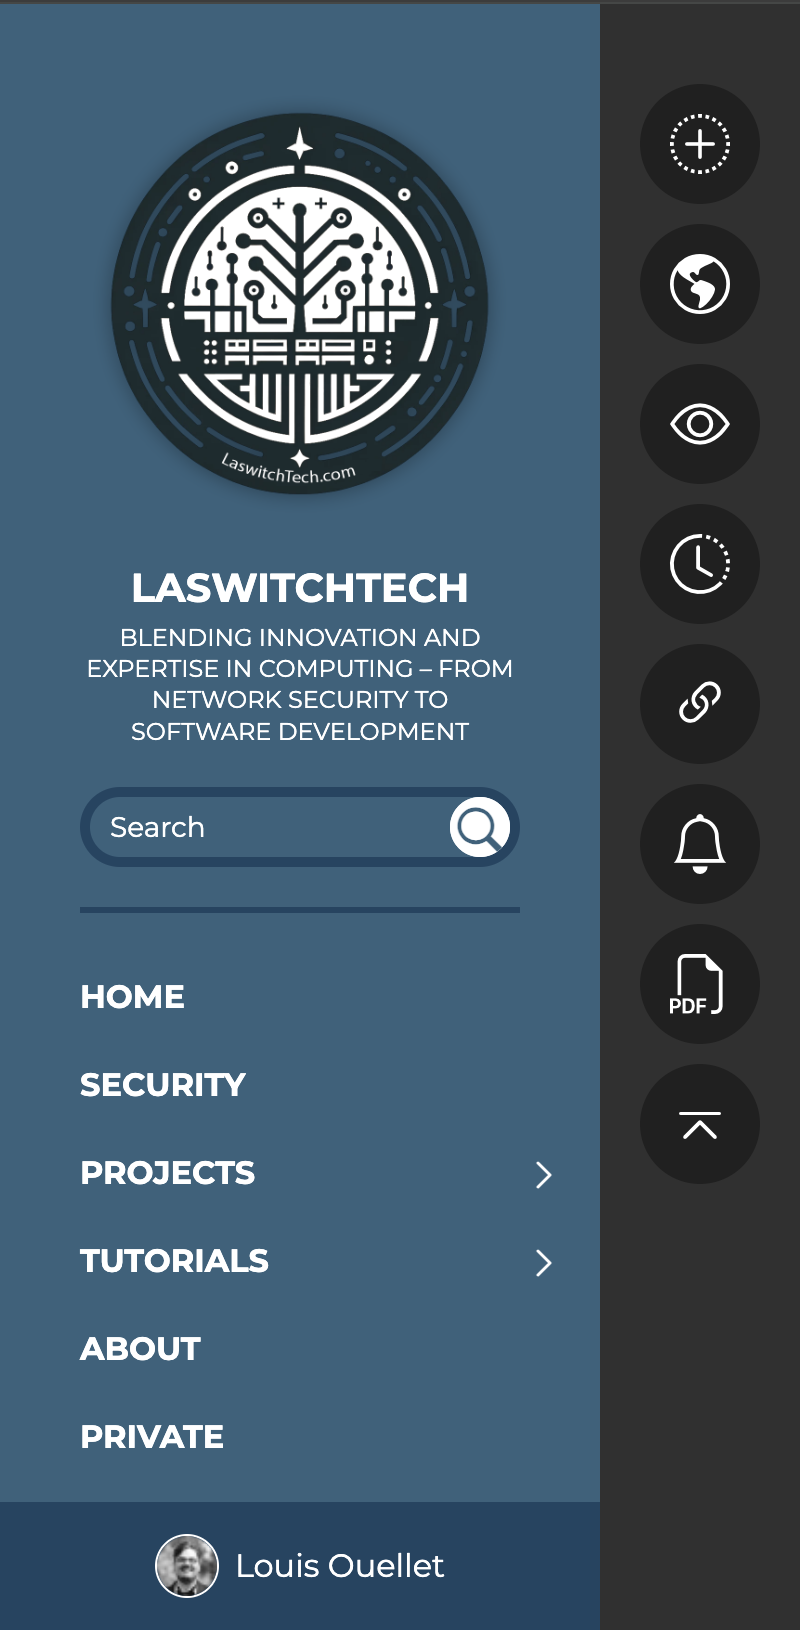 LaswitchTech.com
LASWITCHTECH
BLENDING INNOVATION AND
EXPERTISE IN COMPUTING – FROM
NETWORK SECURITY TO
SOFTWARE DEVELOPMENT
Search
HOME
SECURITY
PROJECTS
TUTORIALS
ABOUT
PRIVATE
Louis Ouellet
PDF